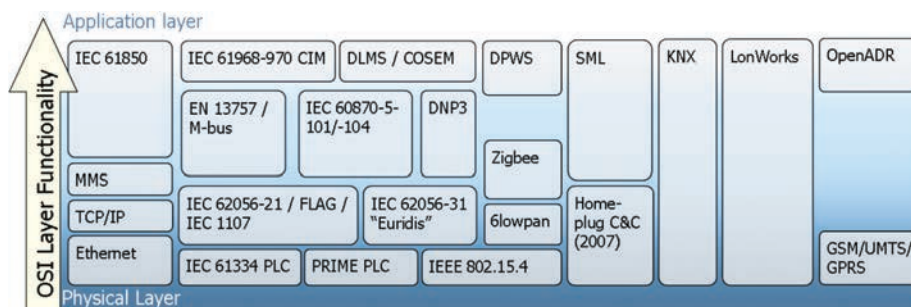 Application layer
OSI Layer Functionality
IEC 61850
IEC 61968-970 CIM
DLMS / COSEM
DPWS
SML
KNX
LonWorks
OpenADR
EN 13757 /
M-bus
IEC 60870-5-
101/-104
DNP3
Zigbee
MMS
TCP/IP
IEC 62056-21 / FLAG /
IEC 1107
IEC 62056-31
“Euridis”
6lowpan
Home-
plug C&C
(2007)
Ethernet
IEC 61334 PLC
PRIME PLC
IEEE 802.15.4
GSM/UMTS/
GPRS
Physical Layer